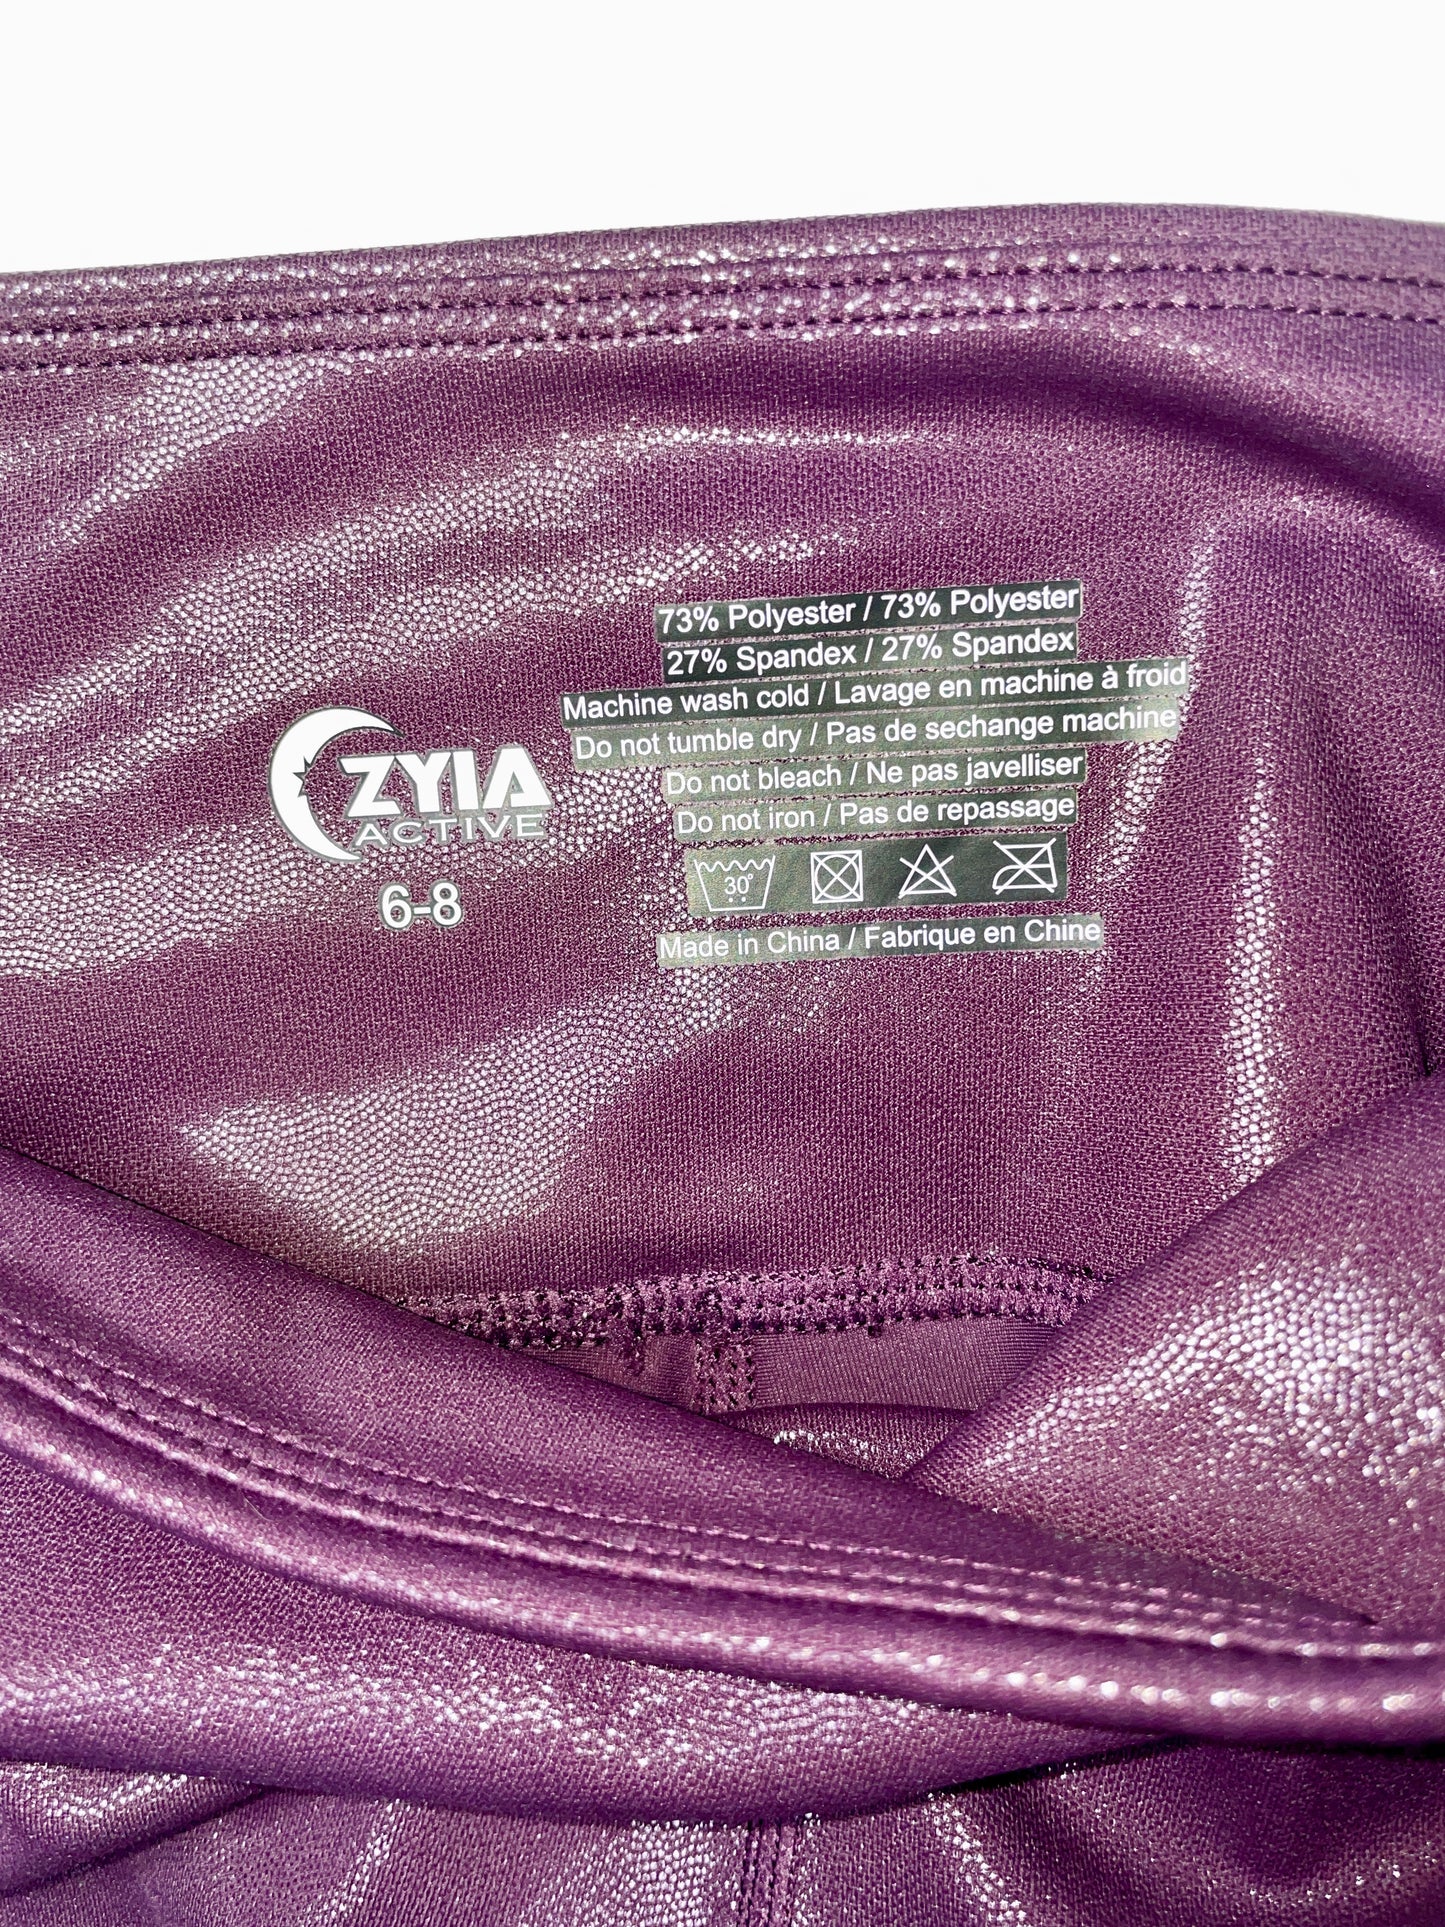 ZYIA
ACTIVE
6-8
73% Polyester / 73% Polyester
27% Spandex / 27% Spandex
Machine wash cold / Lavage en machine à froid
Do not tumble dry / Pas de sechange machine
Do not bleach / Ne pas javelliser
Do not iron / Pas de repassage
30°
Made in China / Fabrique en Chine